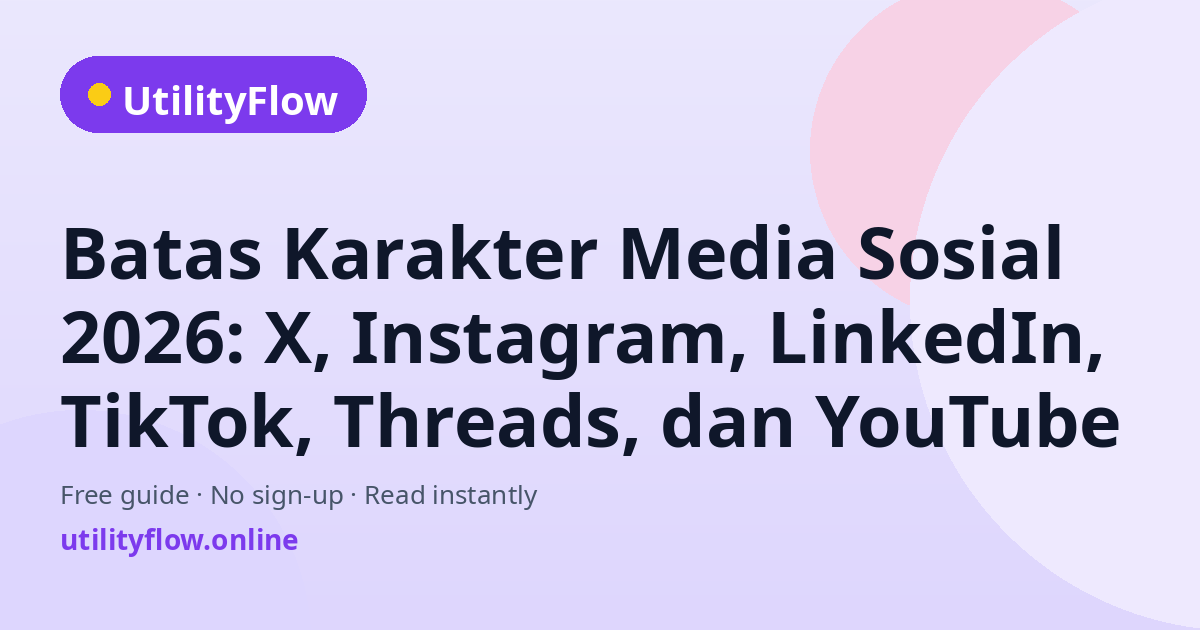 UtilityFlow
Batas Karakter Media Sosial
2026: X, Instagram, LinkedIn,
TikTok, Threads, dan YouTube
Free guide · No sign-up · Read instantly
utilityflow.online